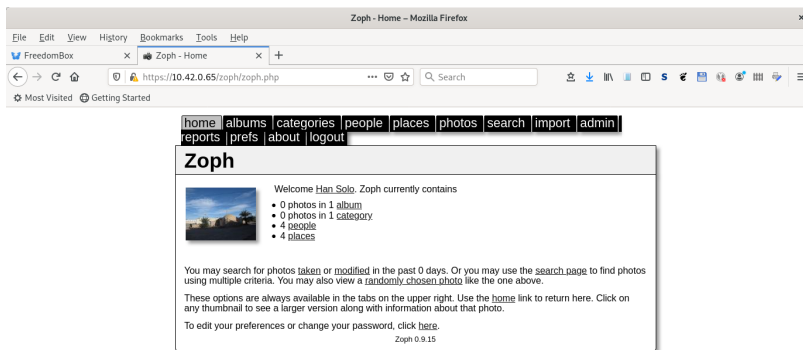 Zoph - Home – Mozilla Firefox
File Edit View History Bookmarks Tools Help
FreedomBox
Zoph - Home
https://10.42.0.65/zoph/zoph.php
Search
Most Visited
Getting Started
home albums categories people places photos search import admin
reports prefs about logout
Zoph
Welcome Han Solo. Zoph currently contains
0 photos in 1 album
0 photos in 1 category
4 people
4 places
You may search for photos taken or modified in the past 0 days. Or you may use the search page to find photos
using multiple criteria. You may also view a randomly chosen photo like the one above.
These options are always available in the tabs on the upper right. Use the home link to return here. Click on
any thumbnail to see a larger version along with information about that photo.
To edit your preferences or change your password, click here.
Zoph 0.9.15